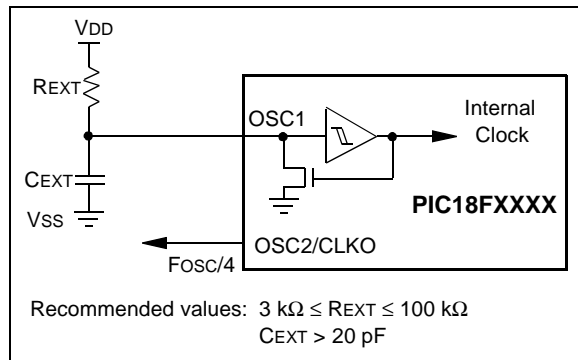 VDD
REXT
OSC1
Internal
Clock
CEXT
PIC18FXXXX
VSS
OSC2/CLKO
FOSC/4
Recommended values: 3 kΩ ≤ REXT ≤ 100 kΩ
CEXT > 20 pF